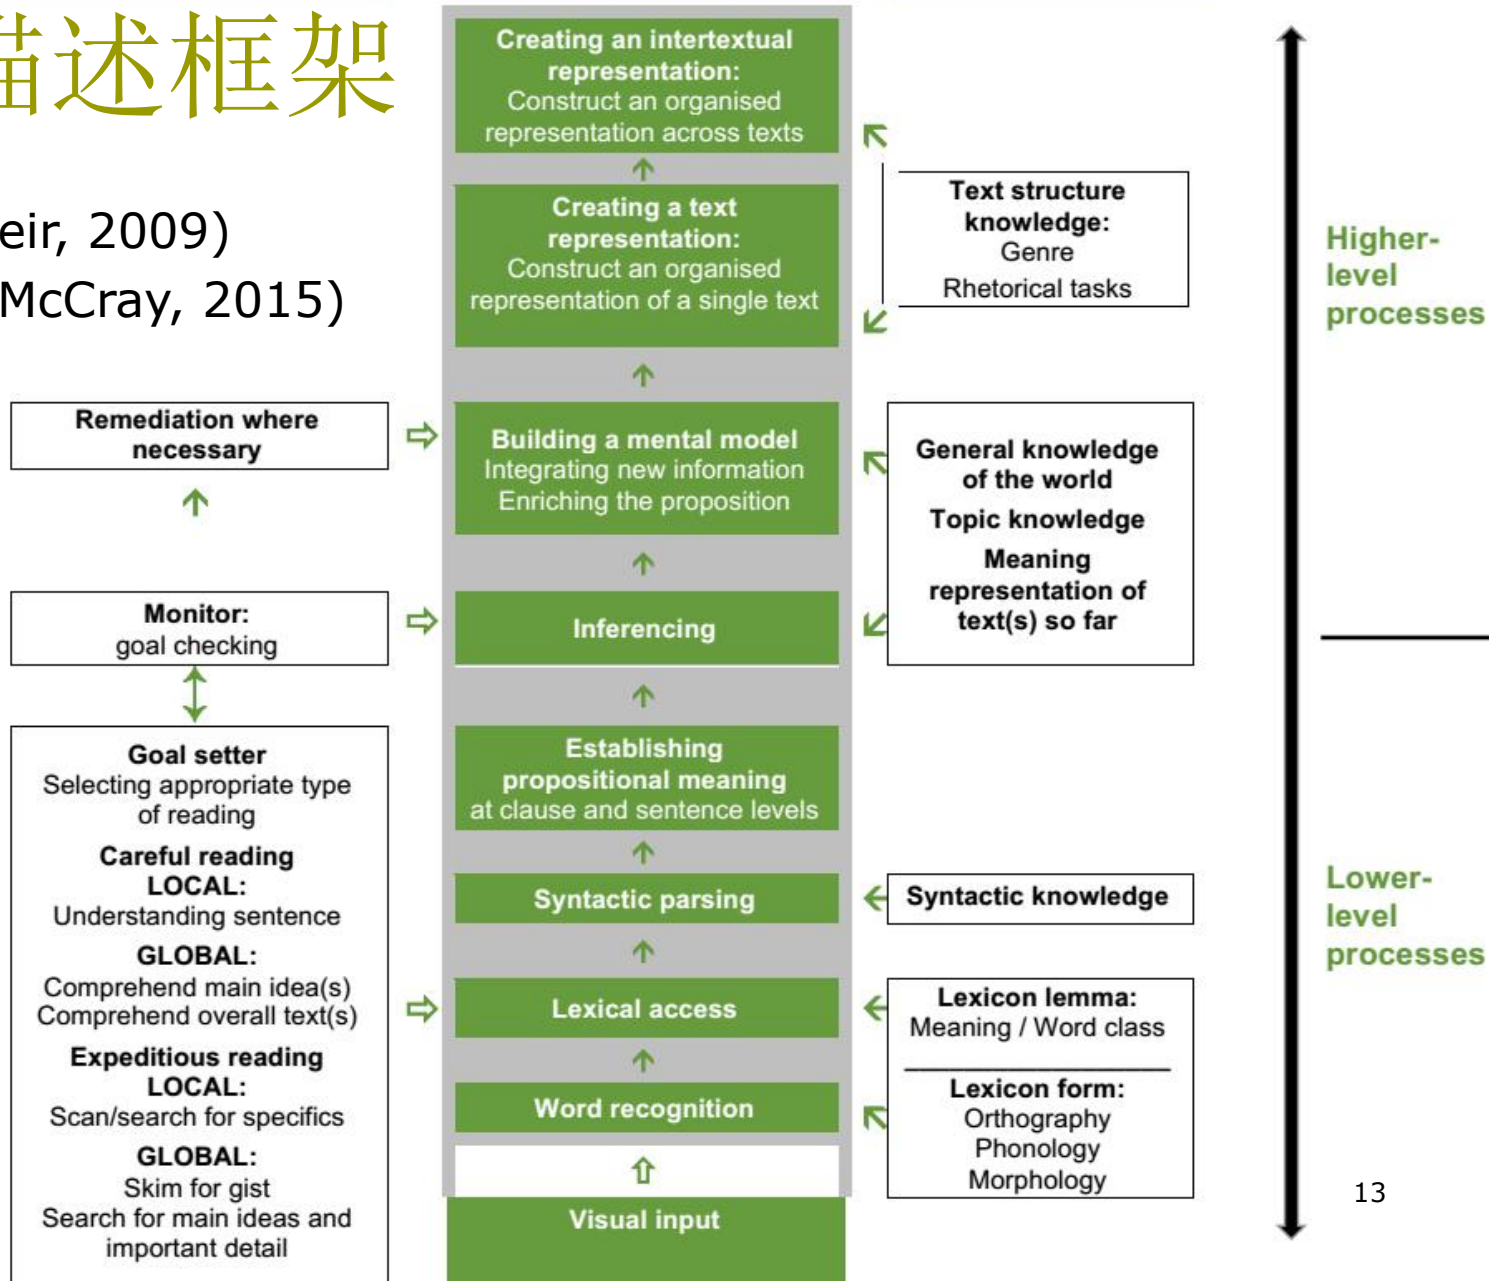 描述框架
eir, 2009)
McCray, 2015)
Creating an intertextual
representation:
Construct an organised
representation across texts
Creating a text
representation:
Construct an organised
representation of a single text
Text structure
knowledge:
Genre
Rhetorical tasks
Higher-
level
processes
Remediation where
necessary
Building a mental model
Integrating new information
Enriching the proposition
General knowledge
of the world
Topic knowledge
Meaning
representation of
text(s) so far
Monitor:
goal checking
Inferencing
Goal setter
Selecting appropriate type
of reading
Careful reading
LOCAL:
Understanding sentence
GLOBAL:
Comprehend main idea(s)
Comprehend overall text(s)
Expeditious reading
LOCAL:
Scan/search for specifics
GLOBAL:
Skim for gist
Search for main ideas and
important detail
Establishing
propositional meaning
at clause and sentence levels
Syntactic parsing
Syntactic knowledge
Lower-
level
processes
Lexical access
Lexicon lemma:
Meaning / Word class
Word recognition
Lexicon form:
Orthography
Phonology
Morphology
Visual input
13